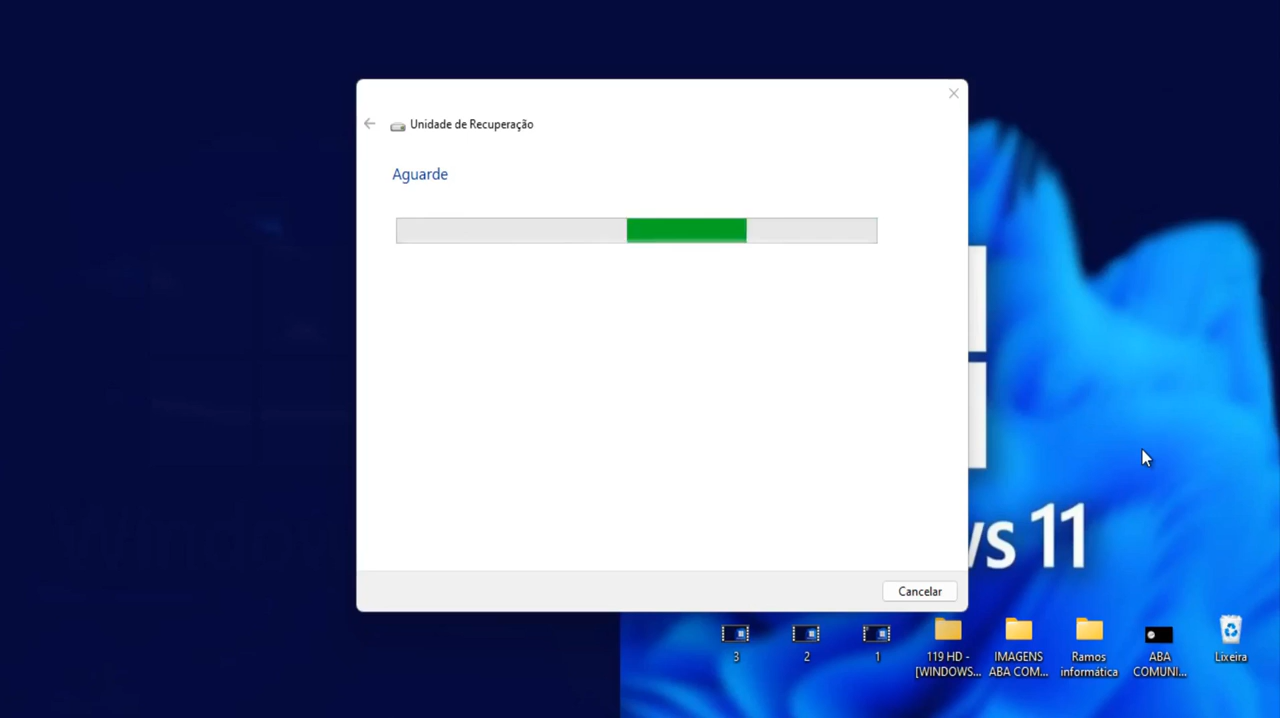 Unidade de Recuperação
Aguarde
Cancelar
ws 11
3
2
1
119 HD -
[WINDOWS...
IMAGENS
ABA COM...
Ramos
informática
ABA
COMUNI...
Lixeira